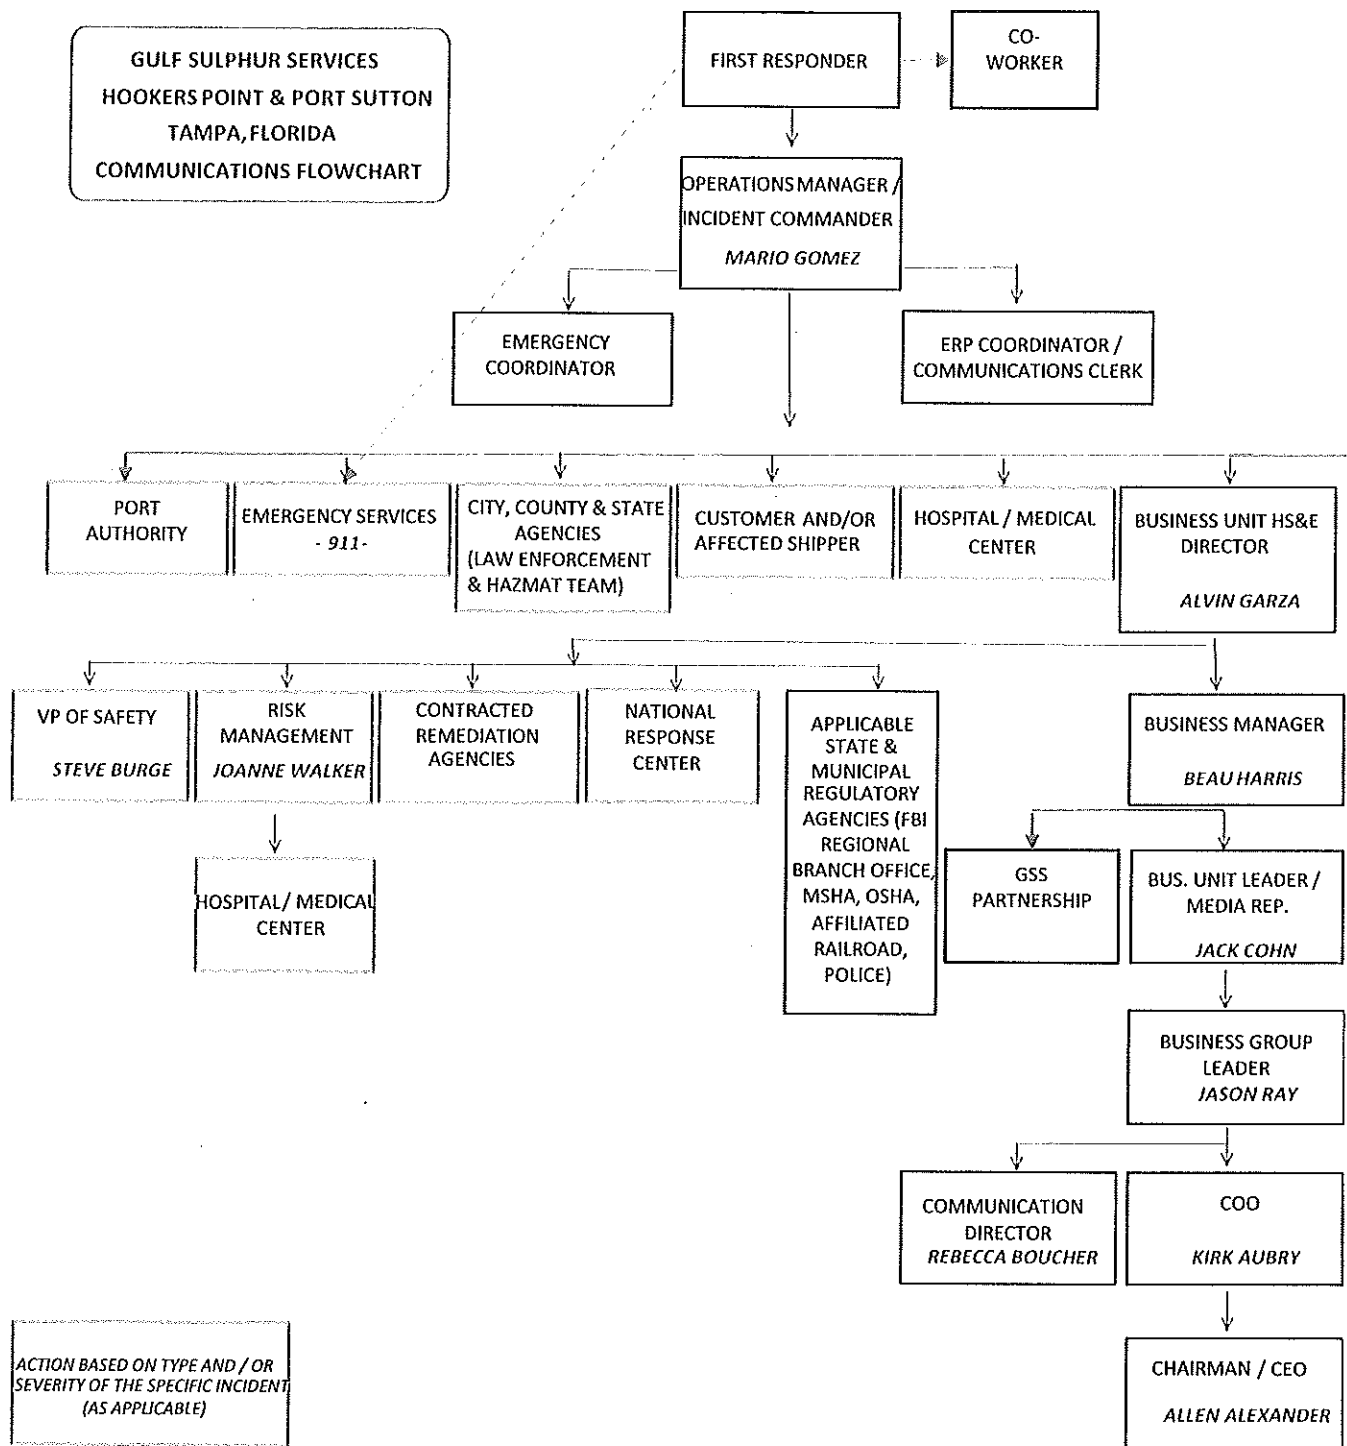 GULF SULPHUR SERVICES
HOOKERS POINT & PORT SUTTON
TAMPA, FLORIDA
COMMUNICATIONS FLOWCHART
FIRST RESPONDER
CO-
WORKER
OPERATIONS MANAGER /
INCIDENT COMMANDER
MARIO GOMEZ
EMERGENCY
COORDINATOR
ERP COORDINATOR /
COMMUNICATIONS CLERK
PORT
AUTHORITY
EMERGENCY SERVICES
- 911-
CITY, COUNTY & STATE
AGENCIES
(LAW ENFORCEMENT
& HAZMAT TEAM)
CUSTOMER AND/OR
AFFECTED SHIPPER
HOSPITAL / MEDICAL
CENTER
BUSINESS UNIT HS&E
DIRECTOR
ALVIN GARZA
VP OF SAFETY
STEVE BURGE
RISK
MANAGEMENT
JOANNE WALKER
CONTRACTED
REMEDIATION
AGENCIES
NATIONAL
RESPONSE
CENTER
APPLICABLE
STATE &
MUNICIPAL
REGULATORY
AGENCIES (FBI
REGIONAL
BRANCH OFFICE,
MSHA, OSHA,
AFFILIATED
RAILROAD,
POLICE)
BUSINESS MANAGER
BEAU HARRIS
HOSPITAL / MEDICAL
CENTER
GSS
PARTNERSHIP
BUS. UNIT LEADER /
MEDIA REP.
JACK COHN
BUSINESS GROUP
LEADER
JASON RAY
COMMUNICATION
DIRECTOR
REBECCA BOUCHER
COO
KIRK AUBRY
CHAIRMAN / CEO
ALLEN ALEXANDER
ACTION BASED ON TYPE AND / OR
SEVERITY OF THE SPECIFIC INCIDENT
(AS APPLICABLE)